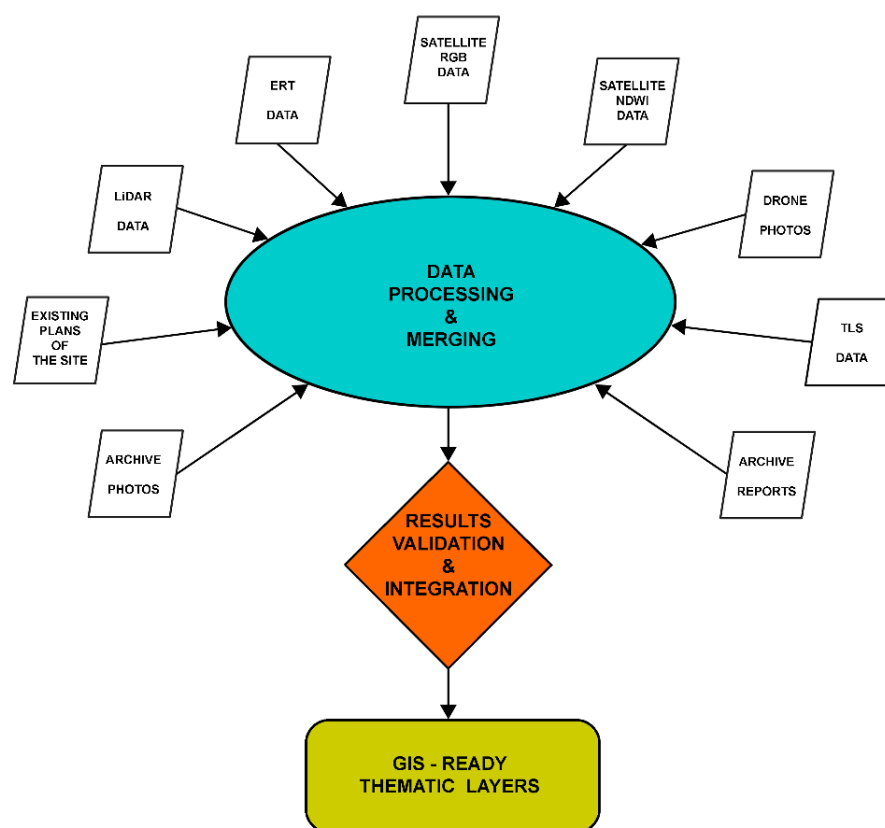 SATELLITE
RGB
DATA
ERT
DATA
SATELLITE
NDWI
DATA
LiDAR
DATA
DRONE
PHOTOS
EXISTING
PLANS
OF
THE SITE
DATA
PROCESSING
&
MERGING
TLS
DATA
ARCHIVE
PHOTOS
ARCHIVE
REPORTS
RESULTS
VALIDATION
&
INTEGRATION
GIS - READY
THEMATIC LAYERS